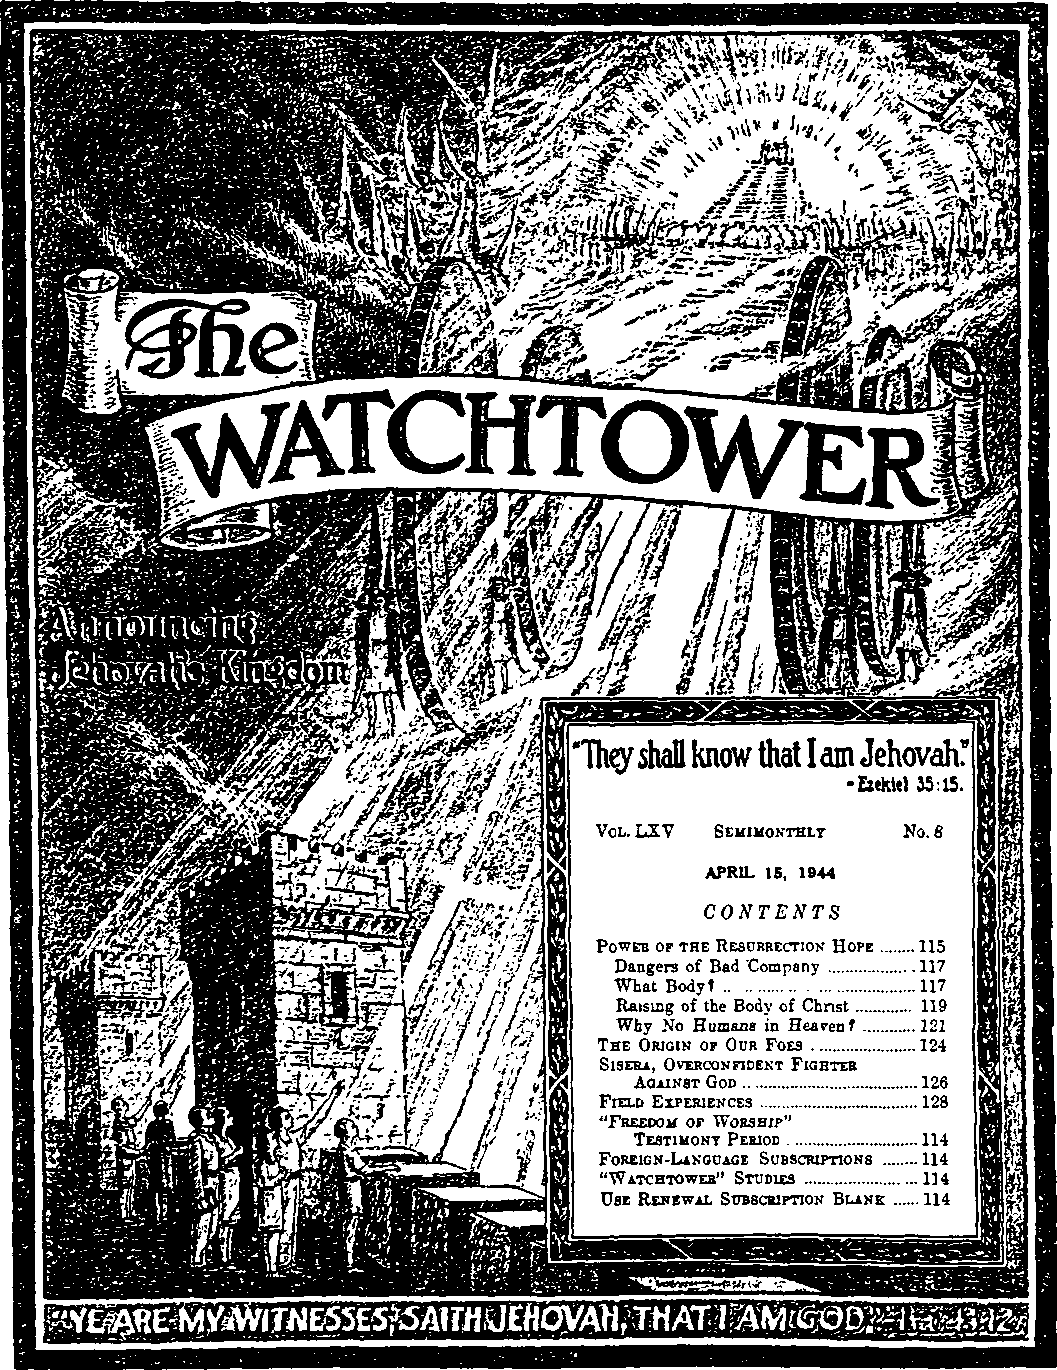 The
WATCHTOWER
Announcing
Jehovah's Kingdom
"They shall know that I am Jehovah."
- Ezekiel 35:15.
VOL. LXV SEMIMONTHLY No. 8
APRIL 15, 1944
CONTENTS
POWER OF THE RESURRECTION HOPE ........ 115
Dangers of Bad Company .................. 117
What Body? .................................. 117
Raising of the Body of Christ ............. 119
Why No Humans in Heaven? ............ 121
THE ORIGIN OF OUR FOES ...................... 124
SISERA, OVERCONFIDENT FIGHTER
AGAINST GOD ...................................... 126
FIELD EXPERIENCES .................................. 128
"FREEDOM OF WORSHIP"
TESTIMONY PERIOD ............................ 114
FOREIGN-LANGUAGE SUBSCRIPTIONS ........ 114
"WATCHTOWER" STUDIES ........................ 114
USE RENEWAL SUBSCRIPTION BLANK ...... 114
"YE ARE MY WITNESSES, SAITH JEHOVAH, THAT I AM GOD."-Isa. 43:12